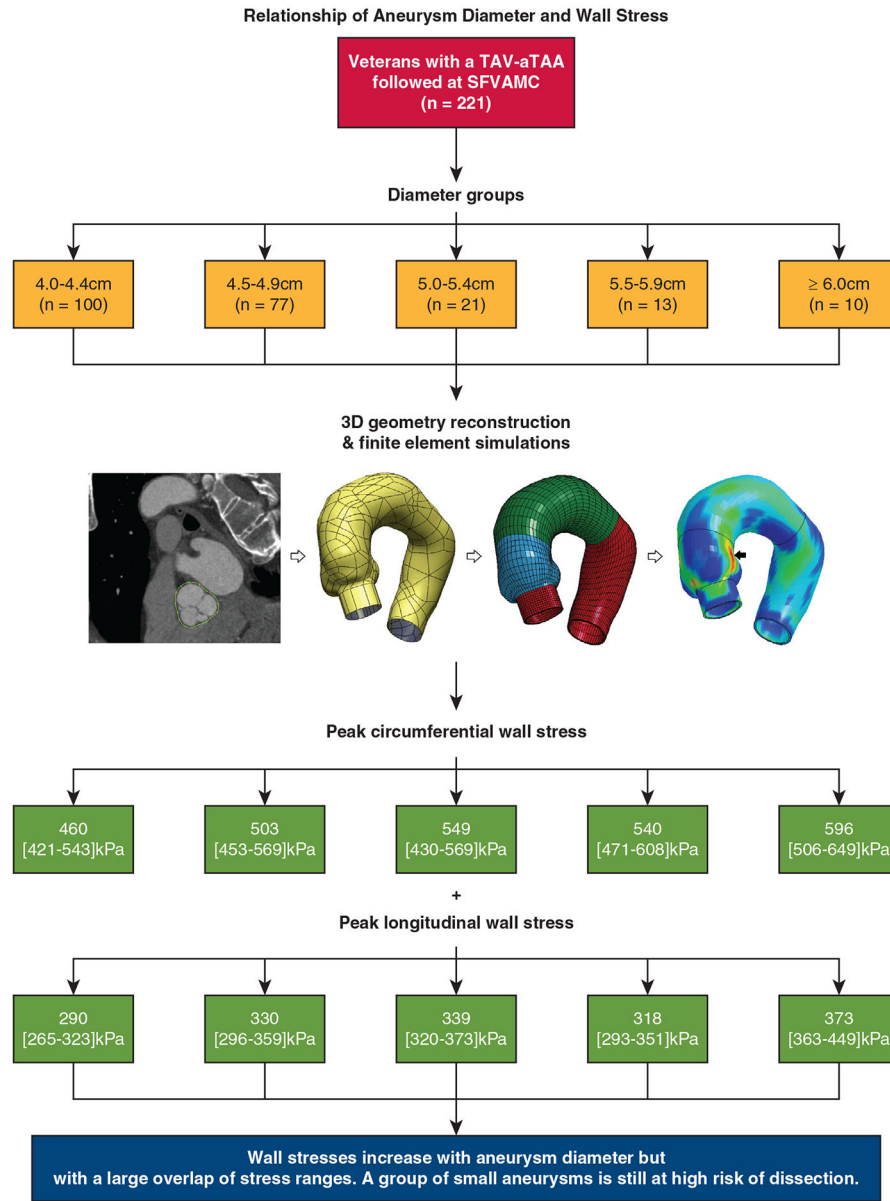 Relationship of Aneurysm Diameter and Wall Stress
Veterans with a TAV-aTAA
followed at SFVAMC
(n = 221)
Diameter groups
4.0-4.4cm
(n = 100)
4.5-4.9cm
(n = 77)
5.0-5.4cm
(n = 21)
5.5-5.9cm
(n = 13)
≥ 6.0cm
(n = 10)
3D geometry reconstruction
& finite element simulations
Peak circumferential wall stress
460
[421-543]kPa
503
[453-569]kPa
549
[430-569]kPa
540
[471-608]kPa
596
[506-649]kPa
+
Peak longitudinal wall stress
290
[265-323]kPa
330
[296-359]kPa
339
[320-373]kPa
318
[293-351]kPa
373
[363-449]kPa
Wall stresses increase with aneurysm diameter but
with a large overlap of stress ranges. A group of small aneurysms is still at high risk of dissection.